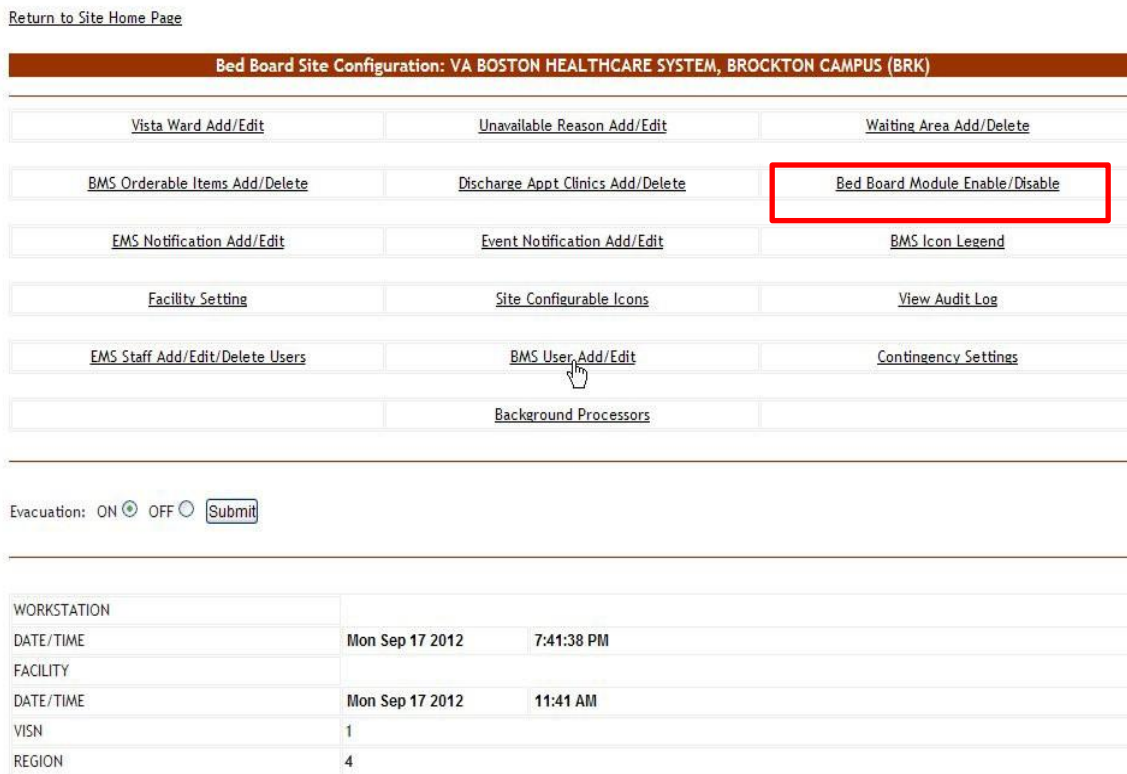 Return to Site Home Page
Bed Board Site Configuration: VA BOSTON HEALTHCARE SYSTEM, BROCKTON CAMPUS (BRK)
Vista Ward Add/Edit Unavailable Reason Add/Edit Waiting Area Add/Delete
BMS Orderable Items Add/Delete Discharge Appt Clinics Add/Delete Bed Board Module Enable/Disable
EMS Notification Add/Edit Event Notification Add/Edit BMS Icon Legend
Facility Setting Site Configurable Icons View Audit Log
EMS Staff Add/Edit/Delete Users BMS User Add/Edit Contingency Settings
Background Processors
Evacuation: ON OFF Submit
WORKSTATION
DATE/TIME Mon Sep 17 2012 7:41:38 PM
FACILITY
DATE/TIME Mon Sep 17 2012 11:41 AM
VISN 1
REGION 4